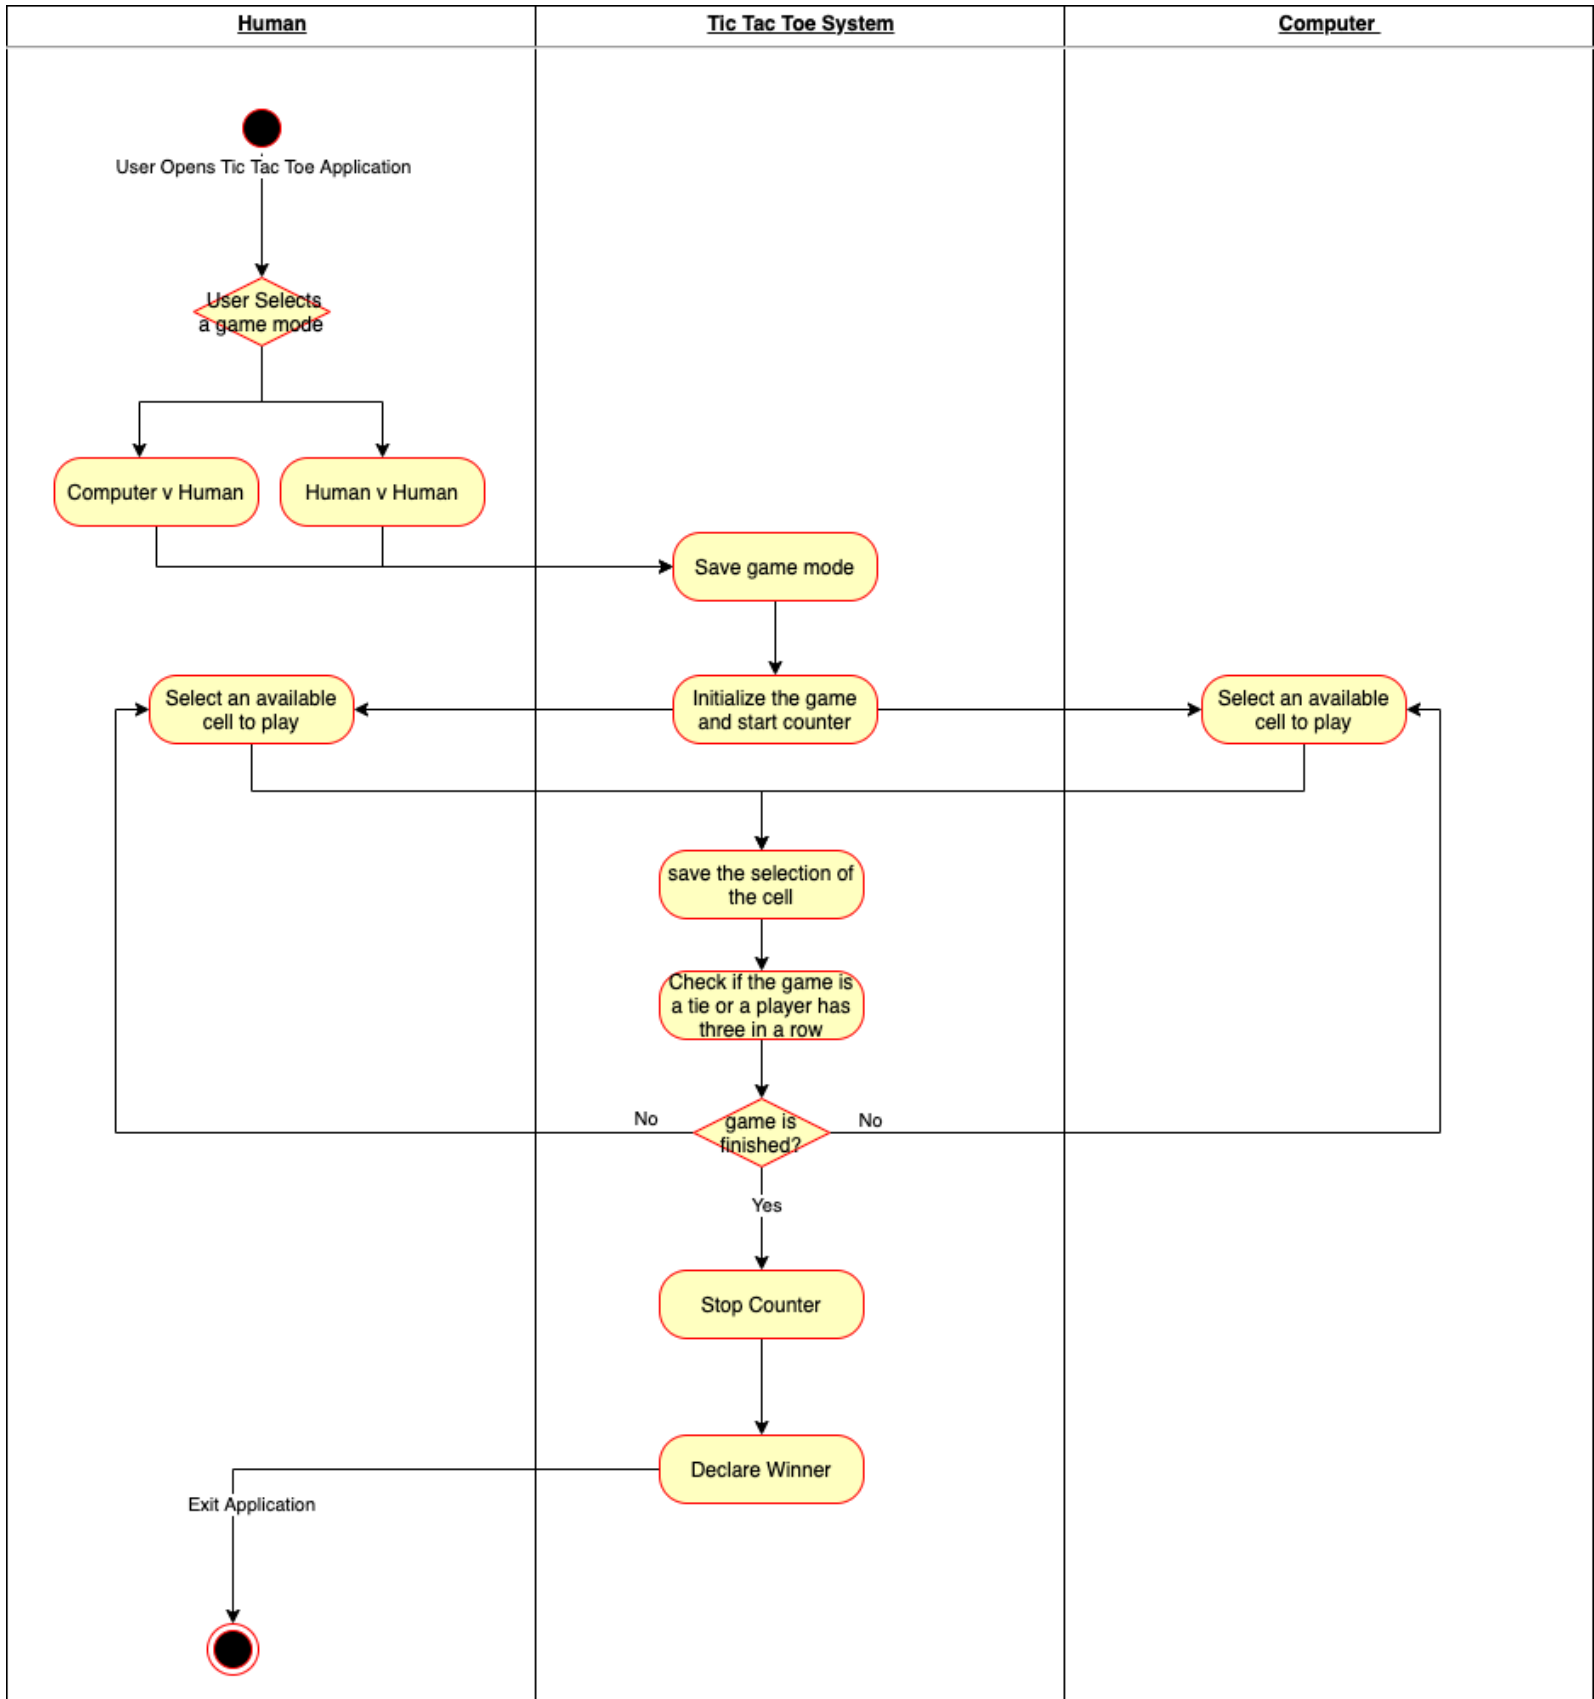 Human
Tic Tac Toe System
Computer
User Opens Tic Tac Toe Application
User Selects
a game mode
Computer v Human
Human v Human
Save game mode
Select an available
cell to play
Initialize the game
and start counter
Select an available
cell to play
save the selection of
the cell
Check if the game is
a tie or a player has
three in a row
No
game is
finished?
No
Yes
Stop Counter
Declare Winner
Exit Application